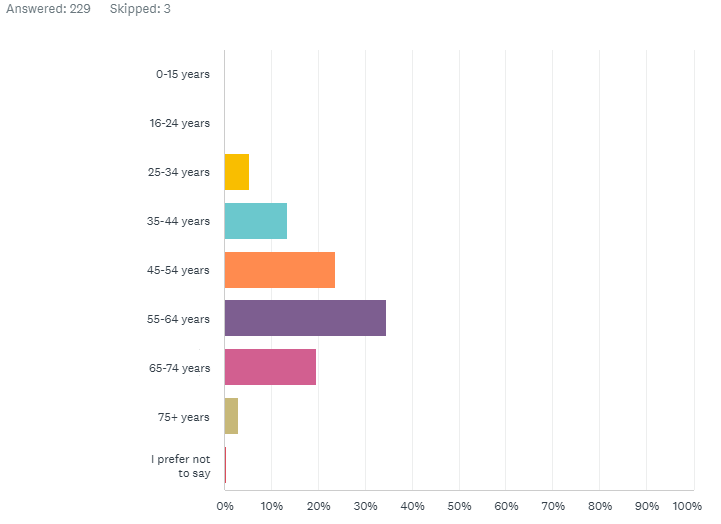 Answered: 229 Skipped: 3
0-15 years
16-24 years
25-34 years
35-44 years
45-54 years
55-64 years
65-74 years
75+ years
I prefer not
to say
0% 10% 20% 30% 40% 50% 60% 70% 80% 90% 100%